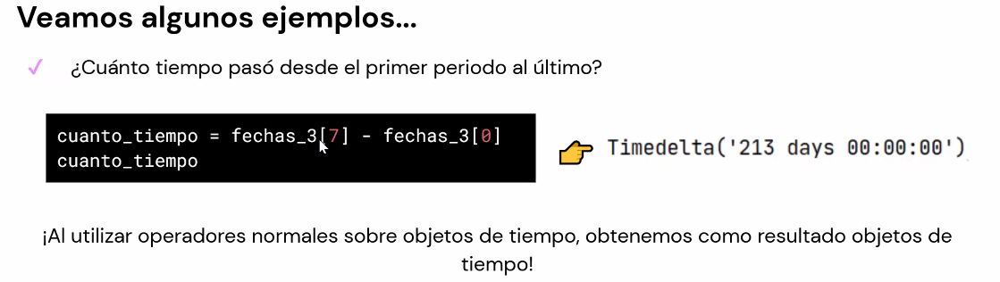 Veamos algunos ejemplos...
✓ ¿Cuánto tiempo pasó desde el primer periodo al último?
cuanto_tiempo = fechas_3[7] - fechas_3[0]
cuanto_tiempo
Timedelta('213 days 00:00:00')
¡Al utilizar operadores normales sobre objetos de tiempo, obtenemos como resultado objetos de
tiempo!